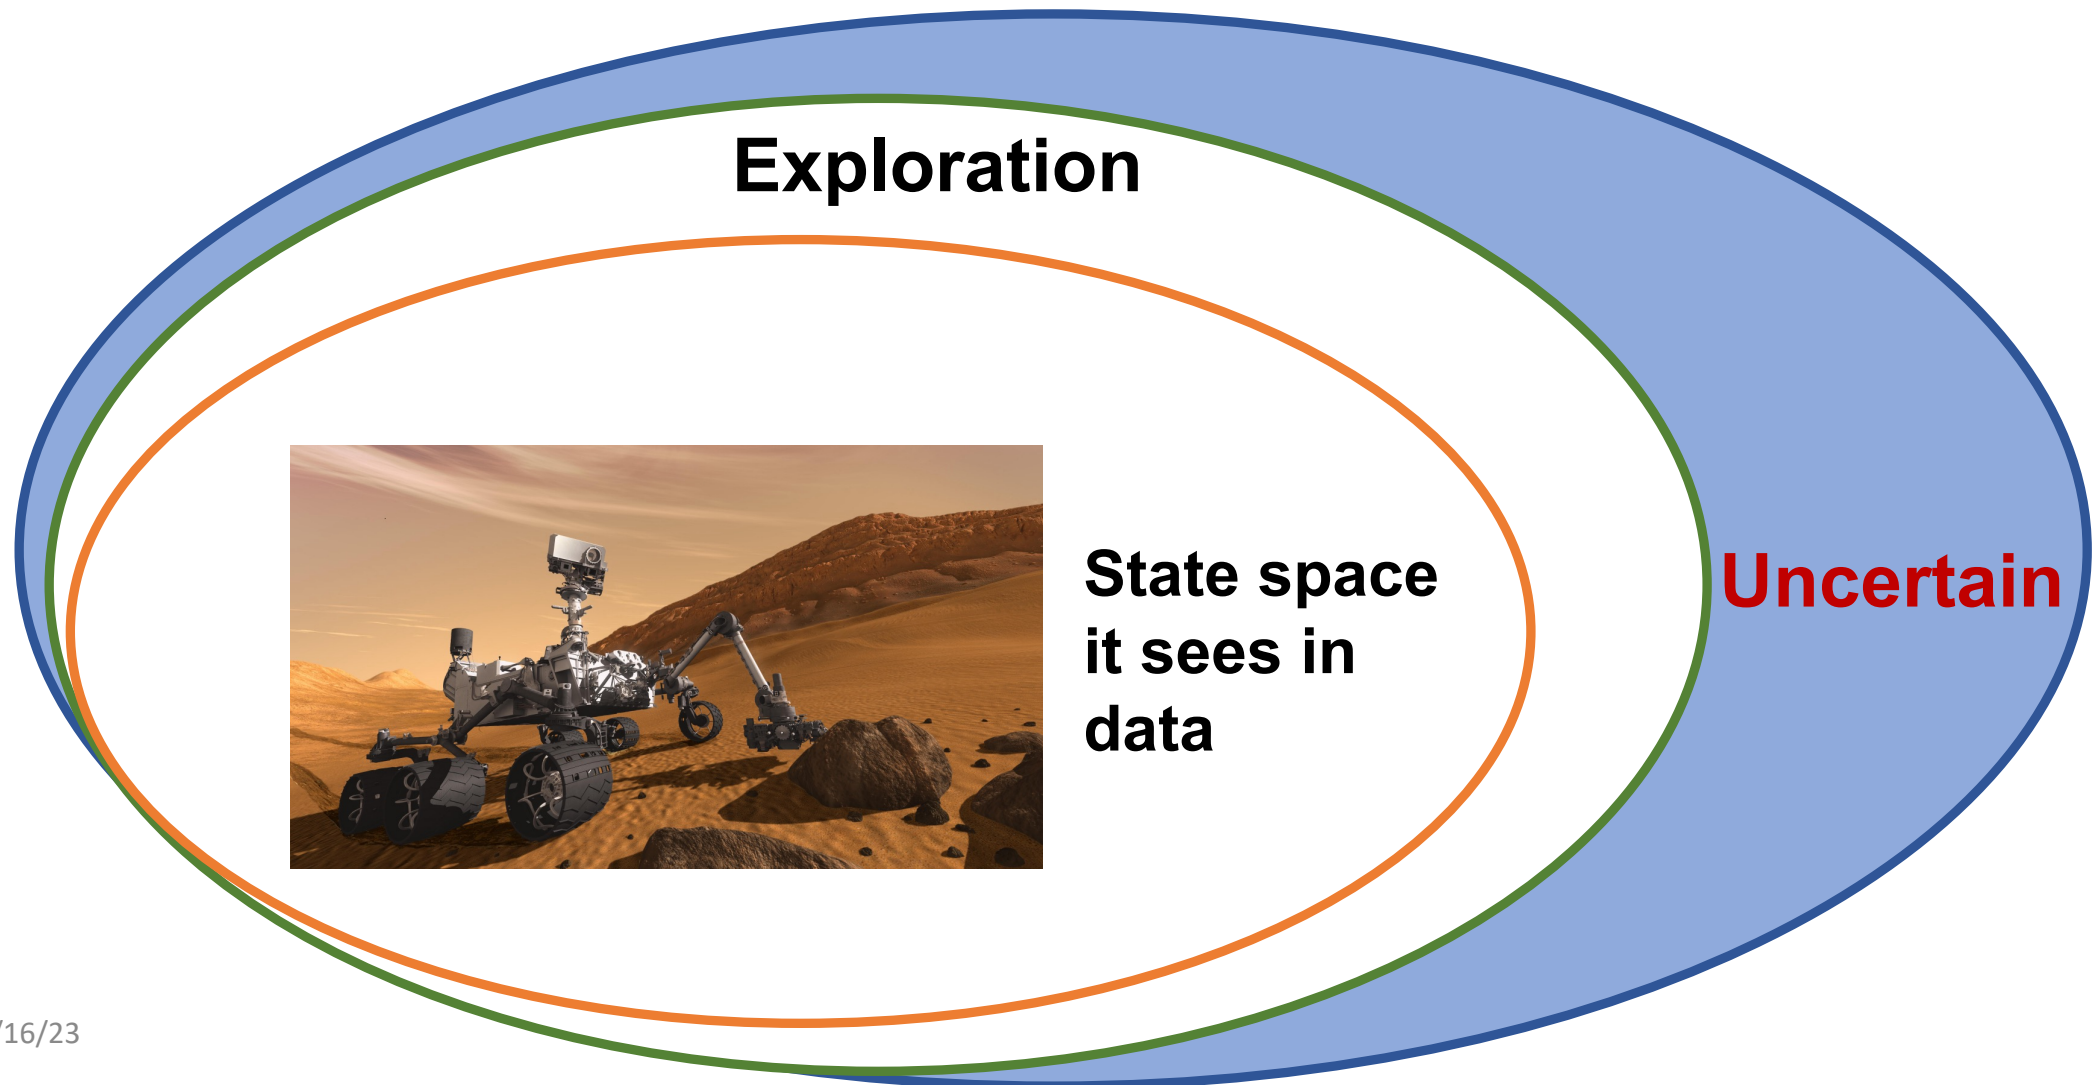 Exploration
State space
it sees in
data
Uncertain
/16/23